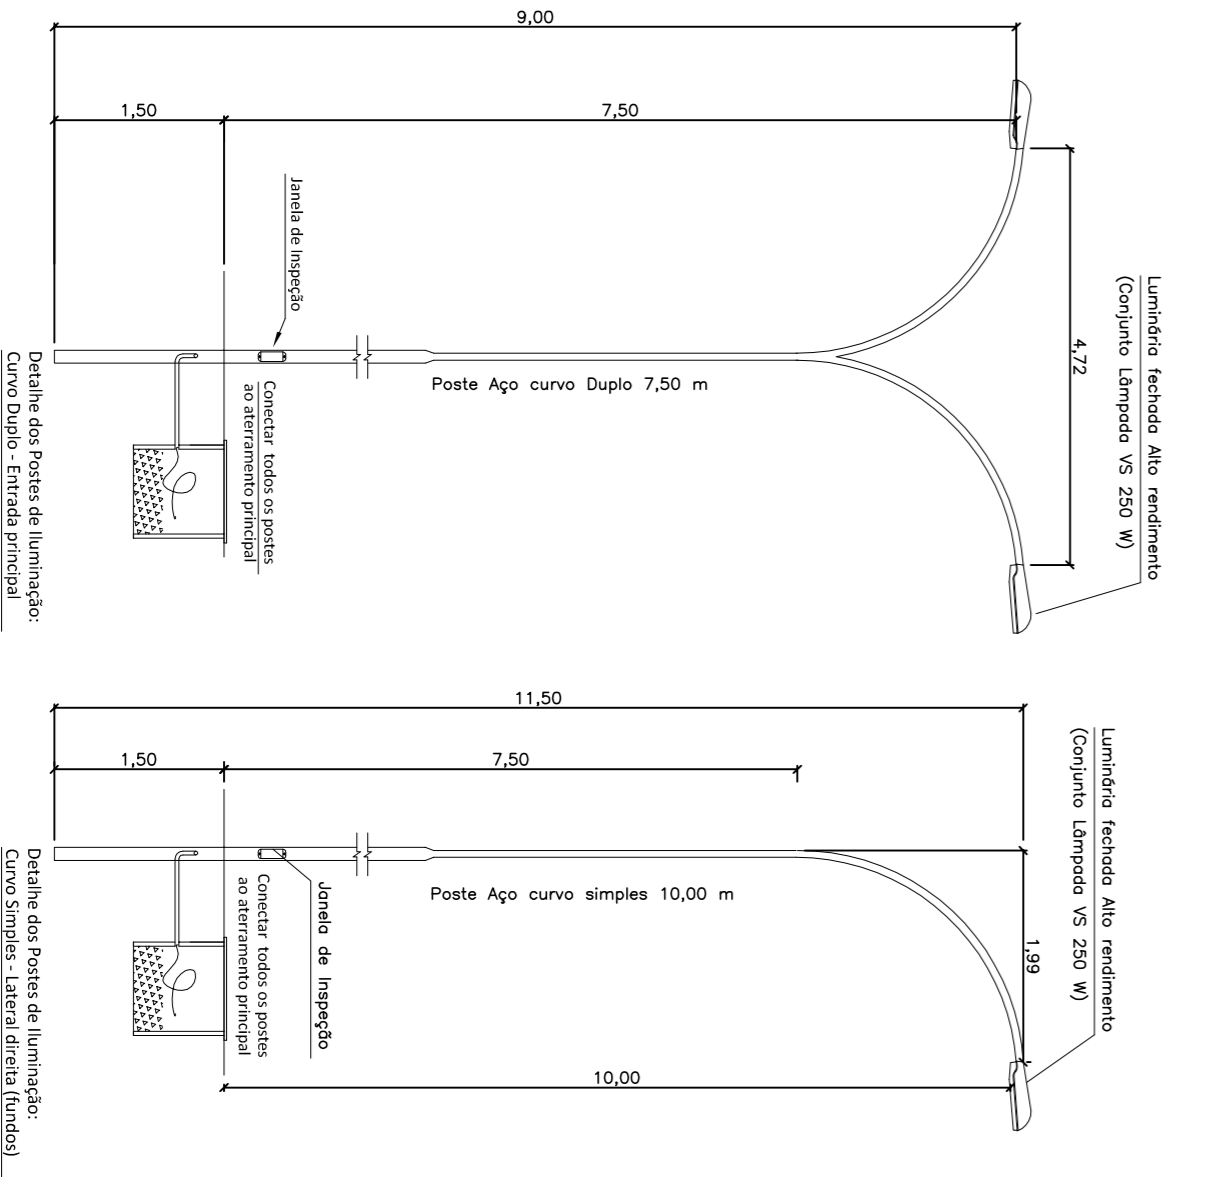 9,00
1,50
7,50
Janela de Inspeção
4,72
Luminária fechada Alto rendimento
(Conjunto Lâmpada VS 250 W)
Poste Aço curvo Duplo 7,50 m
Conectar todos os postes
ao aterramento principal
Detalhe dos Postes de Iluminação:
Curvo Duplo - Entrada principal
11,50
1,50
7,50
Luminária fechada Alto rendimento
(Conjunto Lâmpada VS 250 W)
Poste Aço curvo simples 10,00 m
1,99
Janela de Inspeção
Conectar todos os postes
ao aterramento principal
10,00
Detalhe dos Postes de Iluminação:
Curvo Simples - Lateral direita (fundos)